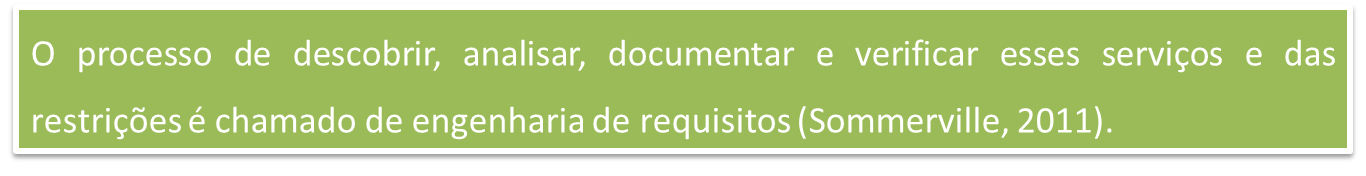 O processo de descobrir, analisar, documentar e verificar esses serviços e das
restrições é chamado de engenharia de requisitos (Sommerville, 2011).